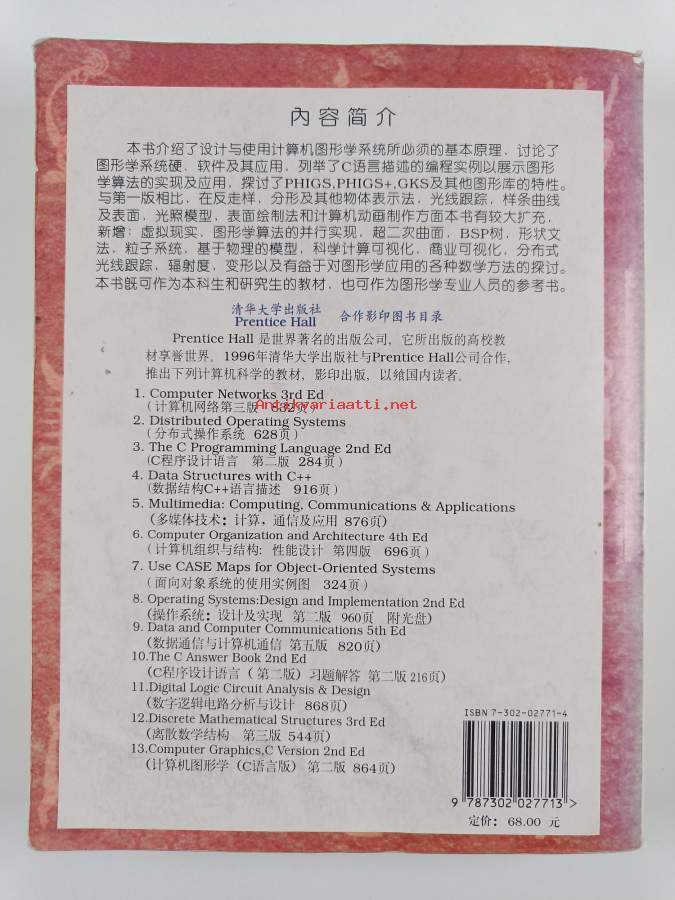 内容简介
本书介绍了设计与使用计算机图形学系统所必须的基本原理，讨论了
图形学系统硬、软件及其应用，列举了C语言描述的编程实例以展示图形
学算法的实现及应用，探讨了PHIGS,PHIGS+,GKS及其他图形库的特性。
与第一版相比，在反走样，分形及其他物体表示法，光线跟踪，样条曲线
及表面，光照模型，表面绘制法和计算机动画制作方面本书有较大扩充，
新增：虚拟现实，图形学算法的并行实现，超二次曲面，BSP树，形状文
法，粒子系统，基于物理的模型，科学计算可视化，商业可视化，分布式
光线跟踪，辐射度，变形以及有益于对图形学应用的各种数学方法的探讨。
本书既可作为本科生和研究生的教材，也可作为图形学专业人员的参考书。
清华大学出版社
Prentice Hall 合作影印图书目录
Prentice Hall 是世界著名的出版公司，它所出版的高校教
材享誉世界，1996年清华大学出版社与Prentice Hall公司合作，
推出下列计算机科学的教材，影印出版，以飨国内读者。
1. Computer Networks 3rd Ed
（计算机网络第三版 832页）
Antikvariaatti.net
2. Distributed Operating Systems
（分布式操作系统 628页）
3. The C Programming Language 2nd Ed
(C程序设计语言 第二版 284页）
4. Data Structures with C++
(数据结构C++语言描述 916页）
5. Multimedia: Computing, Communications & Applications
（多媒体技术：计算，通信及应用 876页）
6. Computer Organization and Architecture 4th Ed
（计算机组织与结构：性能设计 第四版 696页）
7. Use CASE Maps for Object-Oriented Systems
（面向对象系统的使用实例图 324页）
8. Operating Systems:Design and Implementation 2nd Ed
(操作系统：设计及实现 第二版 960页 附光盘）
9. Data and Computer Communications 5th Ed
(数据通信与计算机通信 第五版 820页）
10.The C Answer Book 2nd Ed
（C程序设计语言（第二版）习题解答 第二版 216页）
11.Digital Logic Circuit Analysis & Design
（数字逻辑电路分析与设计 868页）
12.Discrete Mathematical Structures 3rd Ed
（离散数学结构 第三版 544页）
13.Computer Graphics,C Version 2nd Ed
（计算机图形学（C语言版）第二版 864页）
ISBN 7-302-02771-4
9 787302 027713>
定价：68.00 元